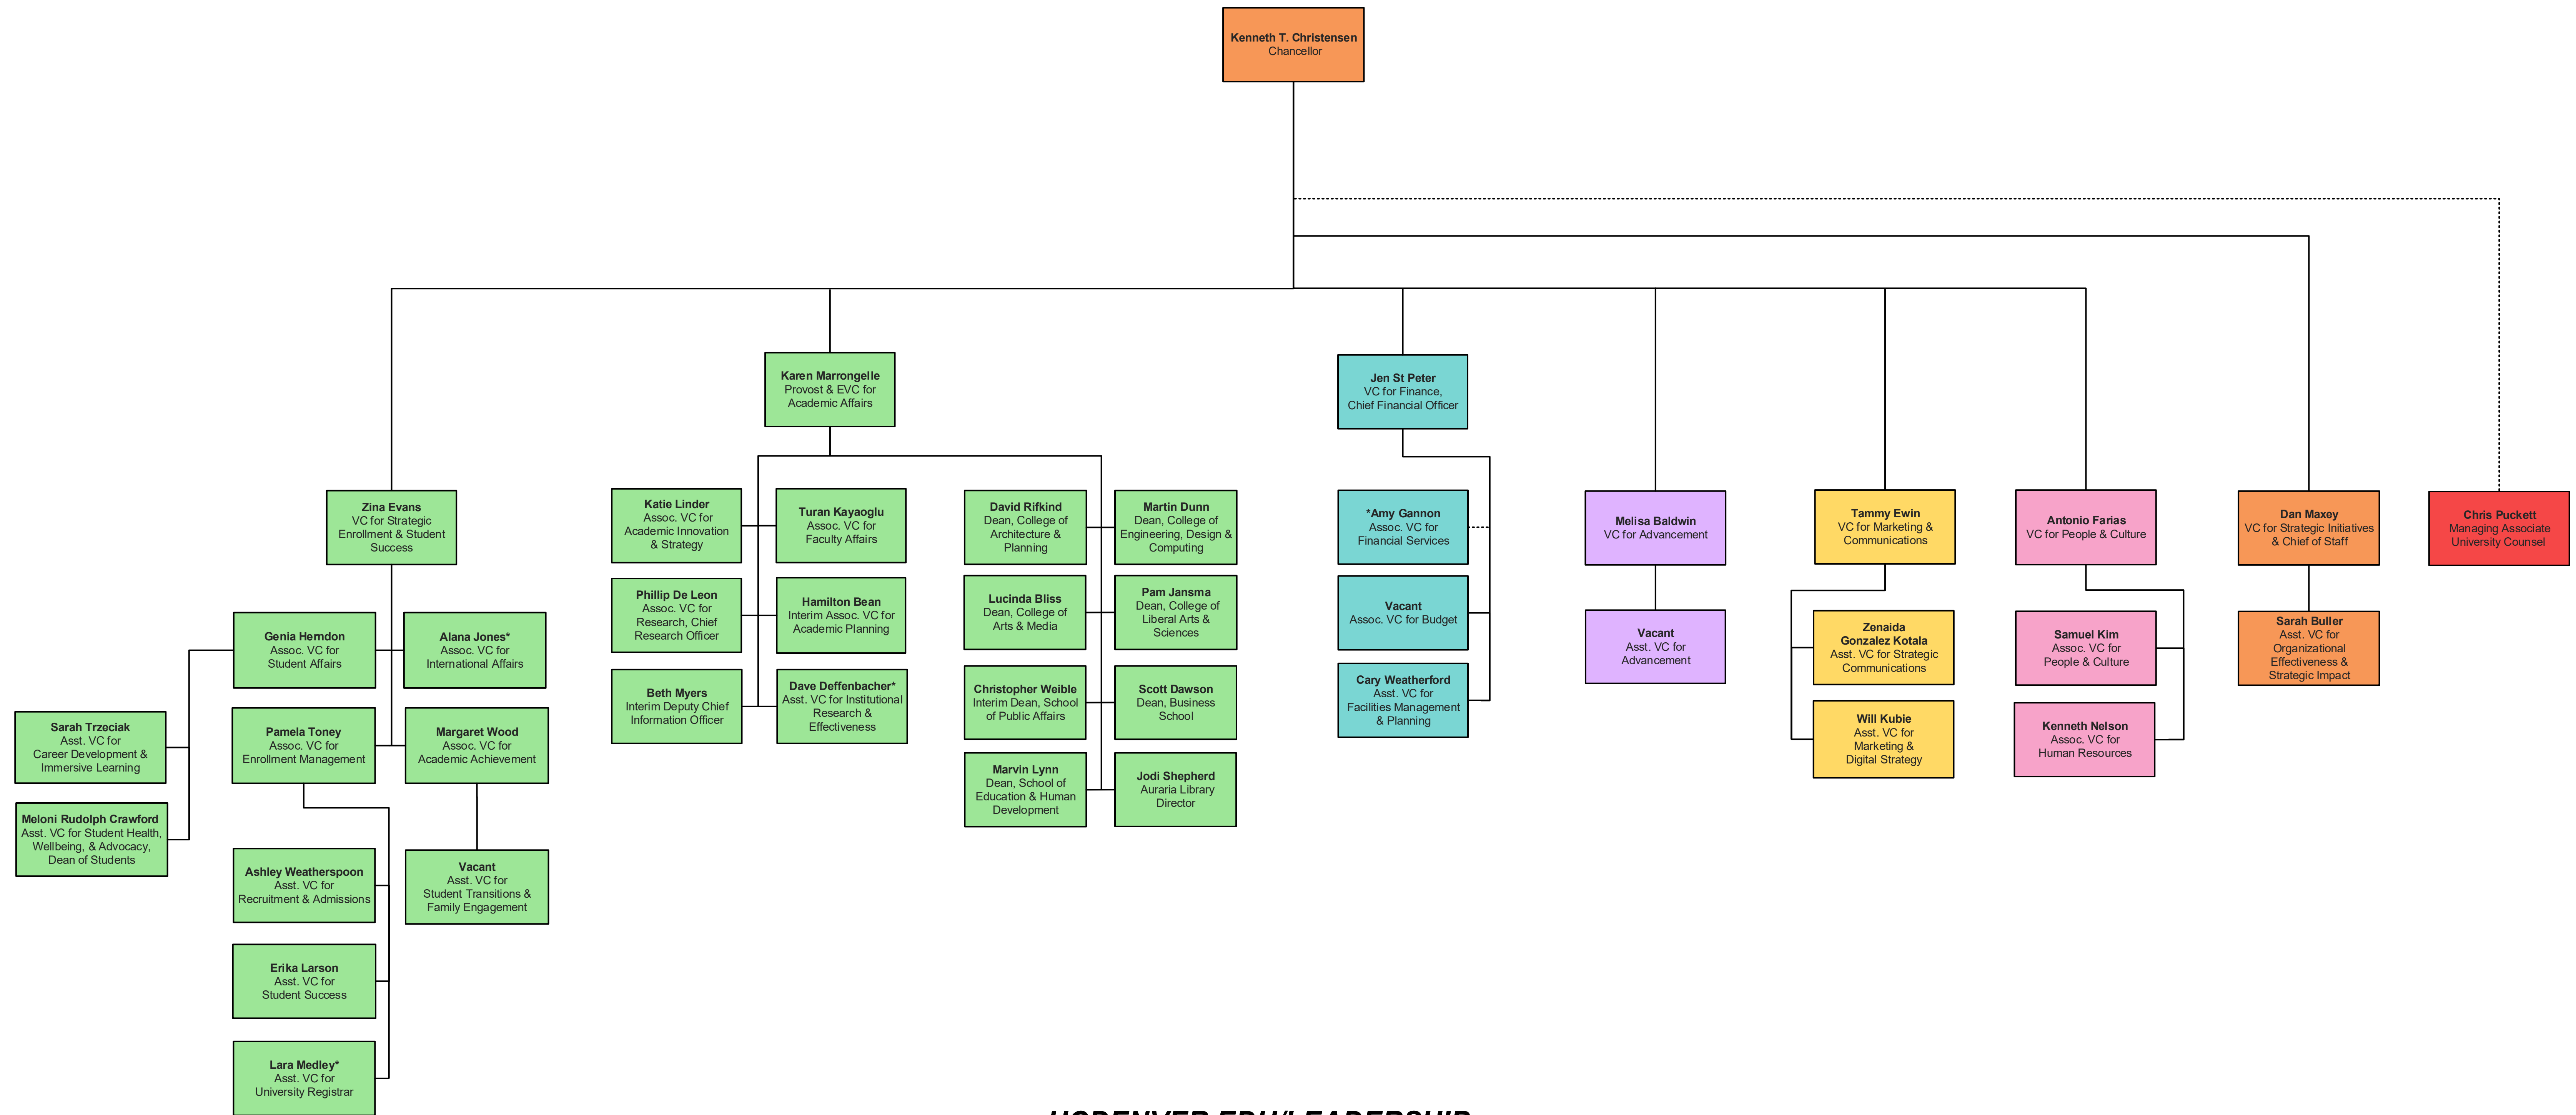 Kenneth T. Christensen
Chancellor
Karen Marrongelle
Provost & EVC for
Academic Affairs
Jen St Peter
VC for Finance,
Chief Financial Officer
Zina Evans
VC for Strategic
Enrollment & Student
Success
Katie Linder
Assoc. VC for
Academic Innovation
& Strategy
Turan Kayaoglu
Assoc. VC for
Faculty Affairs
David Rifkind
Dean, College of
Architecture &
Planning
Martin Dunn
Dean, College of
Engineering, Design &
Computing
*Amy Gannon
Assoc. VC for
Financial Services
Melisa Baldwin
VC for Advancement
Tammy Ewin
VC for Marketing &
Communications
Antonio Farias
VC for People & Culture
Dan Maxey
VC for Strategic Initiatives
& Chief of Staff
Chris Puckett
Managing Associate
University Counsel
Phillip De Leon
Assoc. VC for
Research, Chief
Research Officer
Hamilton Bean
Interim Assoc. VC for
Academic Planning
Lucinda Bliss
Dean, College of
Arts & Media
Pam Jansma
Dean, College of
Liberal Arts &
Sciences
Vacant
Assoc. VC for Budget
Genia Herndon
Assoc. VC for
Student Affairs
Alana Jones*
Assoc. VC for
International Affairs
Vacant
Asst. VC for
Advancement
Zenaida
Gonzalez Kotala
Asst. VC for Strategic
Communications
Samuel Kim
Assoc. VC for
People & Culture
Sarah Buller
Asst. VC for
Organizational
Effectiveness &
Strategic Impact
Beth Myers
Interim Deputy Chief
Information Officer
Dave Deffenbacher*
Asst. VC for Institutional
Research &
Effectiveness
Christopher Weible
Interim Dean, School
of Public Affairs
Scott Dawson
Dean, Business
School
Cary Weatherford
Asst. VC for
Facilities Management
& Planning
Sarah Trzeciak
Asst. VC for
Career Development &
Immersive Learning
Pamela Toney
Assoc. VC for
Enrollment Management
Margaret Wood
Assoc. VC for
Academic Achievement
Will Kubie
Asst. VC for
Marketing &
Digital Strategy
Kenneth Nelson
Assoc. VC for
Human Resources
Marvin Lynn
Dean, School of
Education & Human
Development
Jodi Shepherd
Auraria Library
Director
Meloni Rudolph Crawford
Asst. VC for Student Health,
Wellbeing, & Advocacy,
Dean of Students
Ashley Weatherspoon
Asst. VC for
Recruitment & Admissions
Vacant
Asst. VC for
Student Transitions &
Family Engagement
Erika Larson
Asst. VC for
Student Success
Lara Medley*
Asst. VC for
University Registrar
UCDENVER.EDU/LEADERSHIP